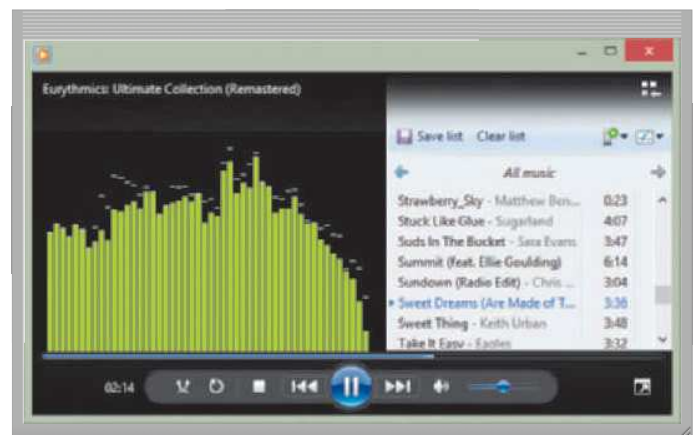 Eurythmics: Ultimate Collection (Remastered)
Save list Clear list
All music
Strawberry_Sky - Matthew Ben... 0:23
Stuck Like Glue - Sugarland 4:07
Suds In The Bucket - Sara Evans 3:47
Summit (feat. Ellie Goulding) 6:14
Sundown (Radio Edit) - Chris ... 3:04
Sweet Dreams (Are Made of T... 3:36
Sweet Thing - Keith Urban 3:48
Take It Easy - Eagles 3:32
02:14